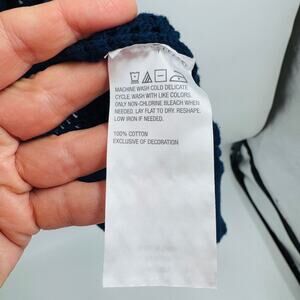 MACHINE WASH COLD DELICATE
CYCLE. WASH WITH LIKE COLORS.
ONLY NON-CHLORINE BLEACH WHEN
NEEDED. LAY FLAT TO DRY. RESHAPE.
LOW IRON IF NEEDED.
100% COTTON
EXCLUSIVE OF DECORATION